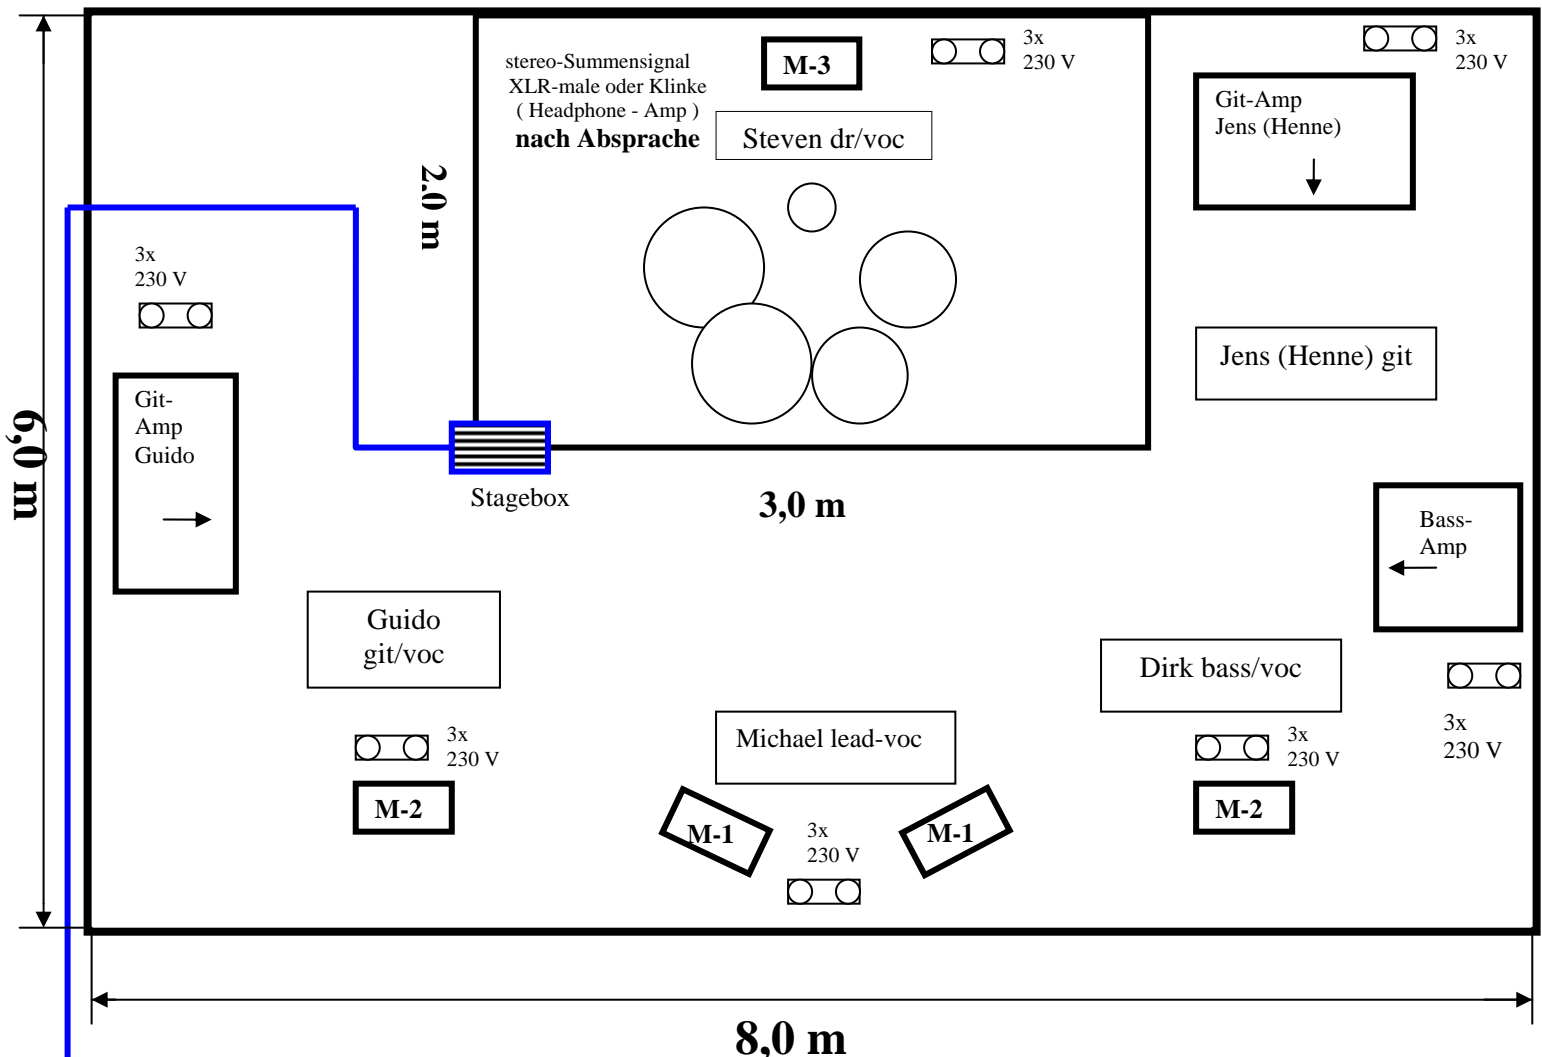 stereo-Summensignal
XLR-male oder Klinke
( Headphone - Amp )
nach Absprache
M-3
3x
230 V
3x
230 V
Steven dr/voc
Git-Amp
Jens (Henne)
2.0 m
3x
230 V
Jens (Henne) git
Git-
Amp
Guido
6,0 m
Stagebox
3,0 m
Bass-
Amp
Guido
git/voc
Dirk bass/voc
3x
230 V
Michael lead-voc
3x
230 V
3x
230 V
M-2
M-1
3x
230 V
M-1
M-2
8,0 m